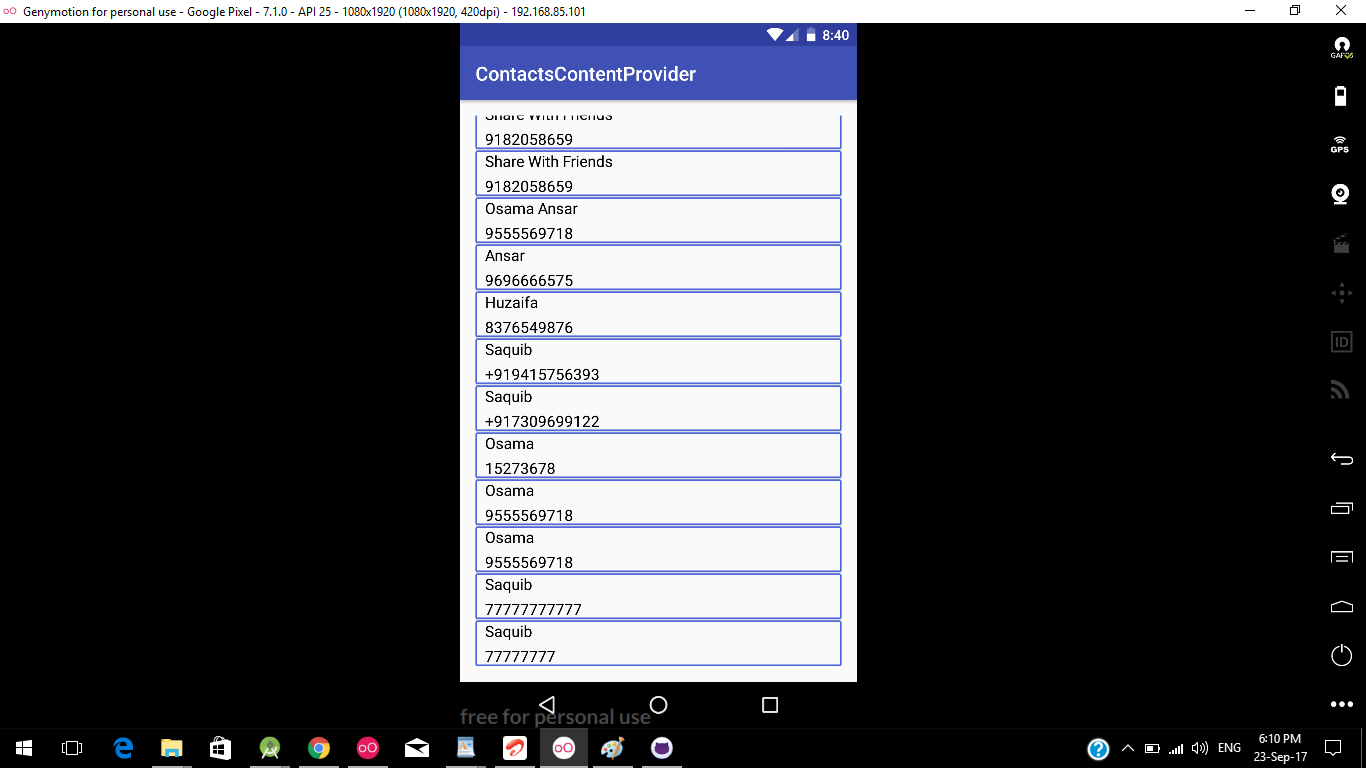 Genymotion for personal use - Google Pixel - 7.1.0 - API 25 - 1080x1920 (1080x1920, 420dpi) - 192.168.85.101
8:40
ContactsContentProvider
Share With Friends
9182058659
Share With Friends
9182058659
Osama Ansar
9555569718
Ansar
9696666575
Huzaifa
8376549876
Saquib
+919415756393
Saquib
+917309699122
Osama
15273678
Osama
9555569718
Osama
9555569718
Saquib
77777777777
Saquib
77777777
free for personal use
GPS
ID
ENG
6:10 PM
23-Sep-17